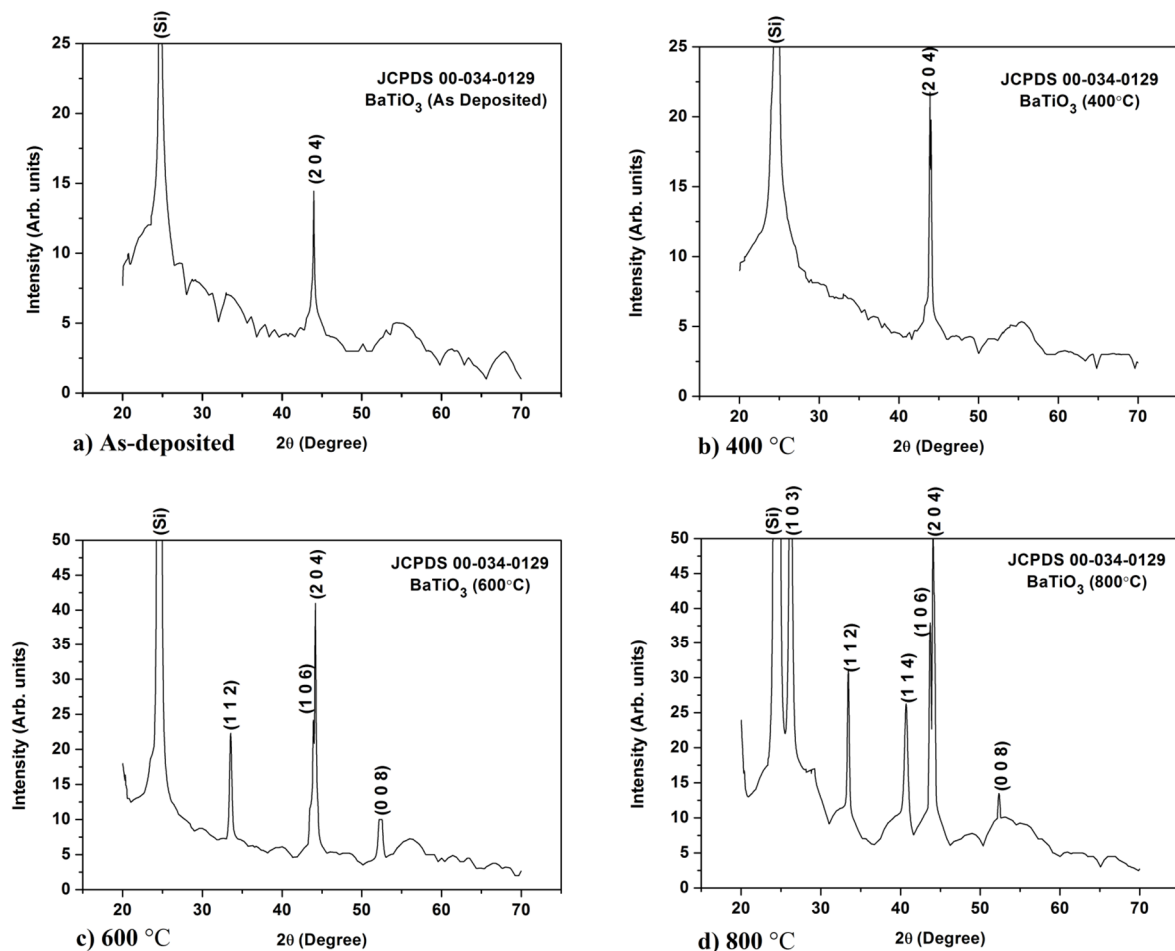 (Si)
25
20
15
10
5
0
Intensity (Arb. units)
JCPDS 00-034-0129
BaTiO3 (As Deposited)
(2 0 4)
20 30 40 50 60 70
2θ (Degree)
a) As-deposited
(Si)
25
20
15
10
5
0
Intensity (Arb. units)
JCPDS 00-034-0129
BaTiO3 (400°C)
(2 0 4)
20 30 40 50 60 70
2θ (Degree)
b) 400 °C
(Si)
50
45
40
35
30
25
20
15
10
5
0
Intensity (Arb. units)
JCPDS 00-034-0129
BaTiO3 (600°C)
(1 1 2)
(1 0 6)
(2 0 4)
(0 0 8)
20 30 40 50 60 70
2θ (Degree)
c) 600 °C
(Si)
(1 0 3)
50
45
40
35
30
25
20
15
10
5
0
Intensity (Arb. units)
JCPDS 00-034-0129
BaTiO3 (800°C)
(1 1 2)
(1 1 4)
(1 0 6)
(2 0 4)
(0 0 8)
20 30 40 50 60 70
2θ (Degree)
d) 800 °C